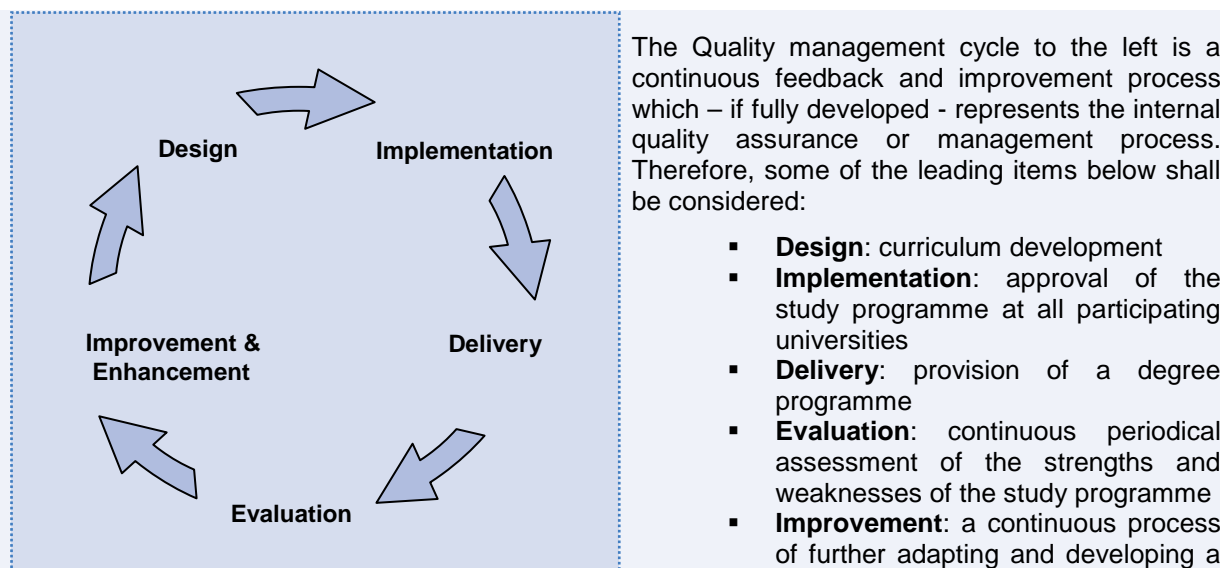 Design
Implementation
Delivery
Evaluation
Improvement &
Enhancement
The Quality management cycle to the left is a
continuous feedback and improvement process
which – if fully developed - represents the internal
quality assurance or management process.
Therefore, some of the leading items below shall
be considered:
▪ Design: curriculum development
▪ Implementation: approval of the
study programme at all participating
universities
▪ Delivery: provision of a degree
programme
▪ Evaluation: continuous periodical
assessment of the strengths and
weaknesses of the study programme
▪ Improvement: a continuous process
of further adapting and developing a